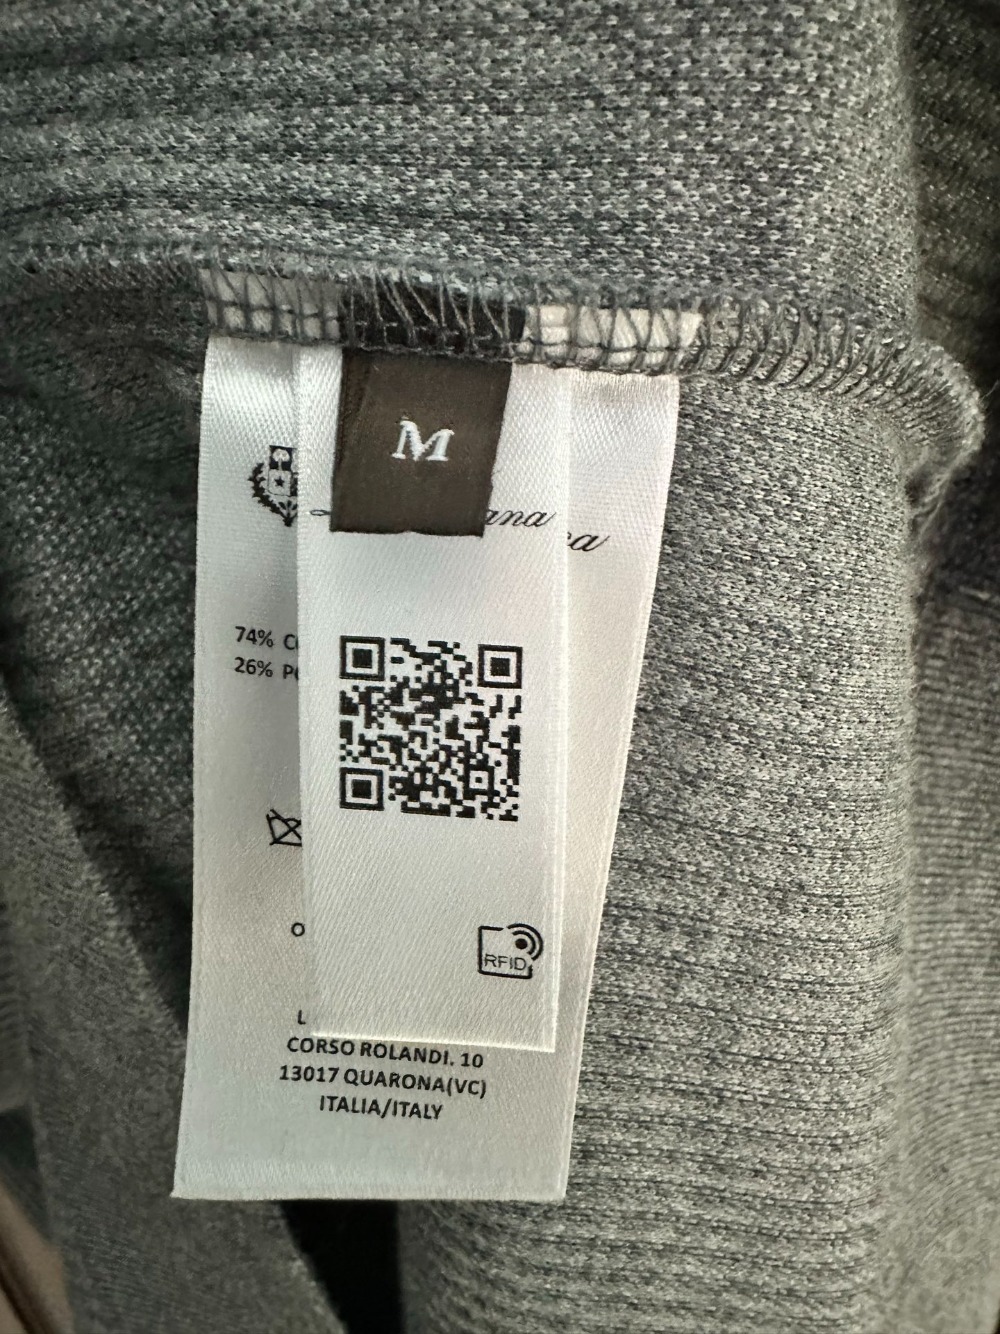 M
74%
26%
RFID
CORSO ROLANDI. 10
13017 QUARONA(VC)
ITALIA/ITALY